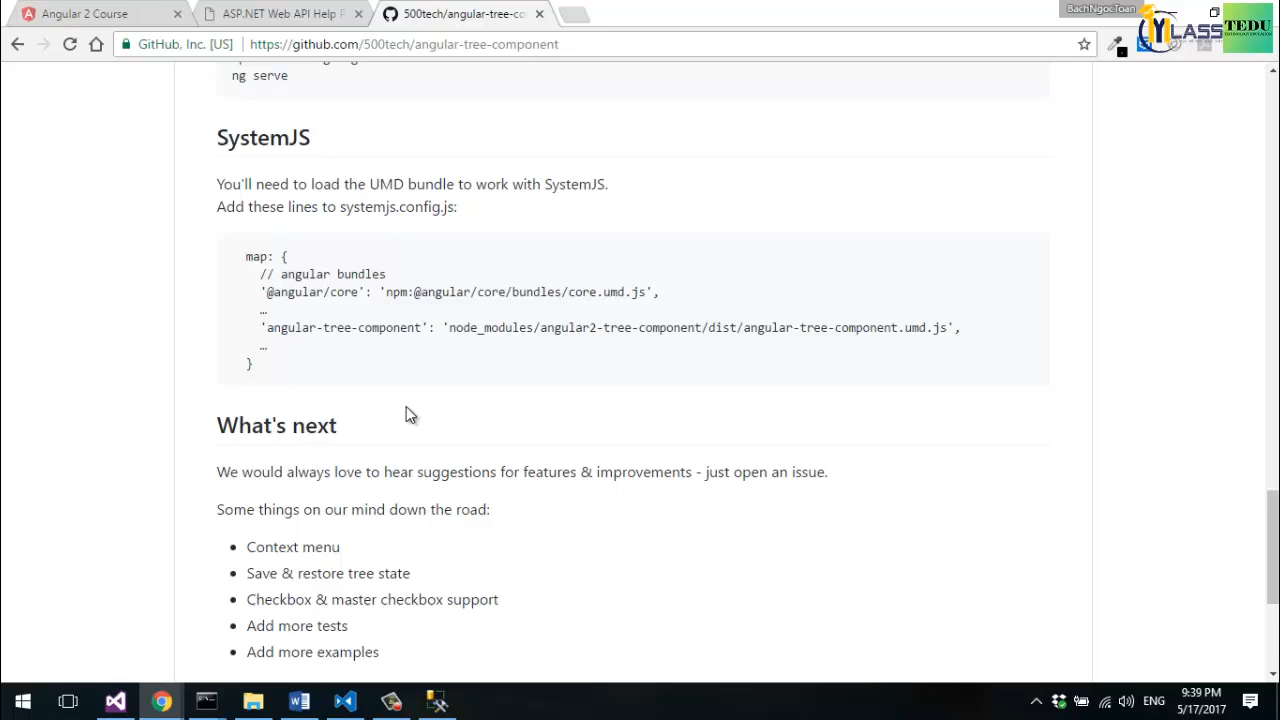 Angular 2 Course
ASP.NET Web API Help P
500tech/angular-tree-co
BachNgocToan
GitHub, Inc. [US]
https://github.com/500tech/angular-tree-component
LASS TEDU
ng serve
SystemJS
You'll need to load the UMD bundle to work with SystemJS.
Add these lines to systemjs.config.js:
map: {
// angular bundles
'@angular/core': 'npm:@angular/core/bundles/core.umd.js',
…
'angular-tree-component': 'node_modules/angular2-tree-component/dist/angular-tree-component.umd.js',
…
}
What's next
We would always love to hear suggestions for features & improvements - just open an issue.
Some things on our mind down the road:
• Context menu
• Save & restore tree state
• Checkbox & master checkbox support
• Add more tests
• Add more examples
ENG
9:39 PM
5/17/2017